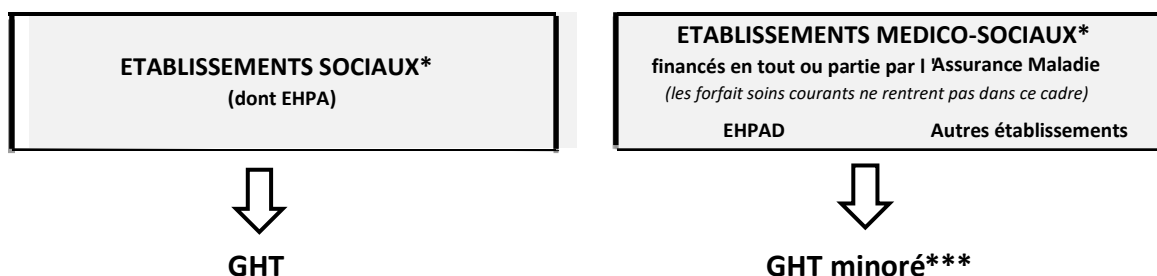 ETABLISSEMENTS SOCIAUX*
(dont EHPA)
ETABLISSEMENTS MEDICO-SOCIAUX*
financés en tout ou partie par l 'Assurance Maladie
(les forfait soins courants ne rentrent pas dans ce cadre)
EHPAD Autres établissements
GHT
GHT minoré***